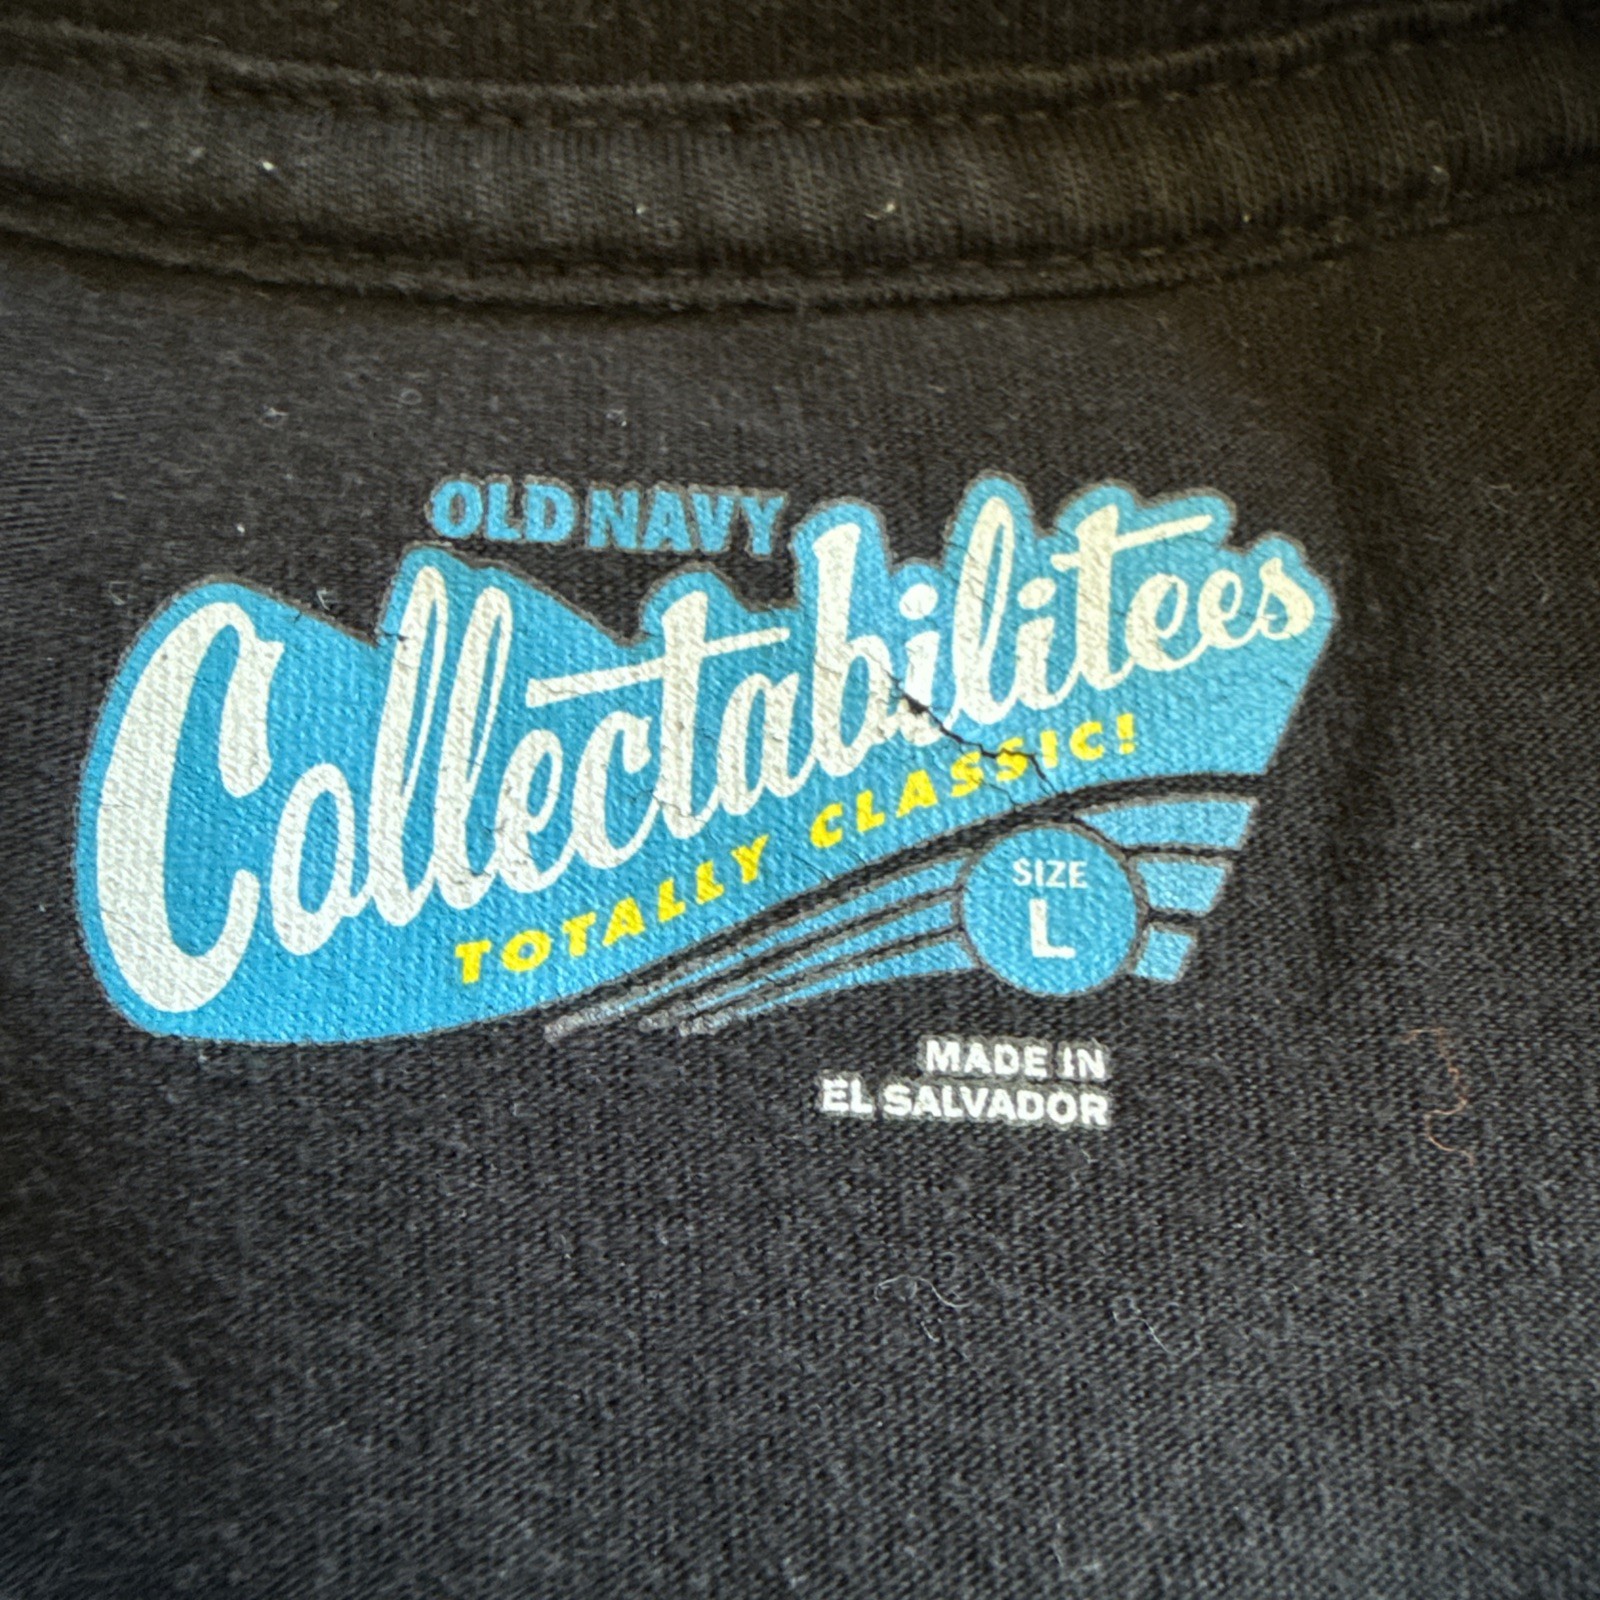 OLD NAVY
Collectabilitees
TOTALLY CLASSIC!
SIZE
L
MADE IN
EL SALVADOR